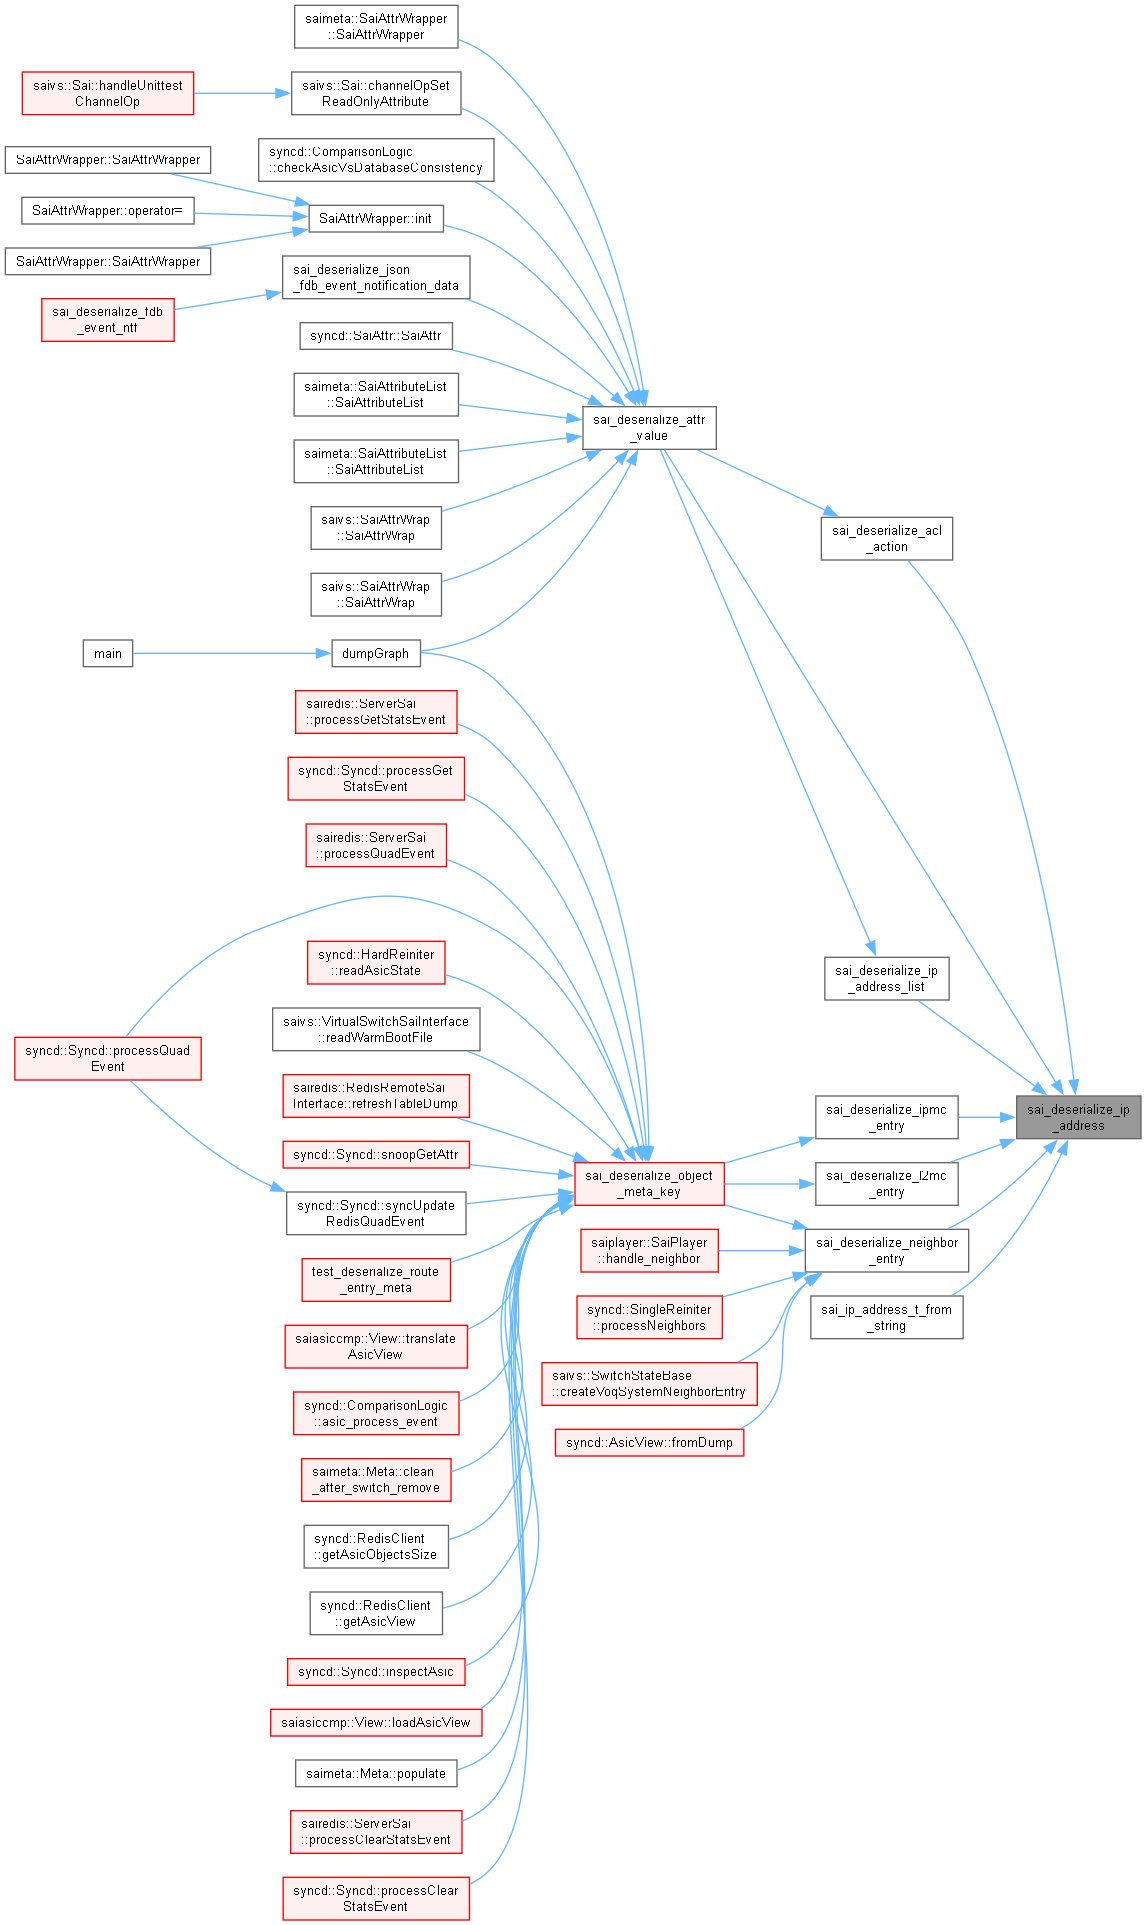 saimeta::SaiAttrWrapper
::SaiAttrWrapper
saivs::Sai::handleUnittest
ChannelOp
saivs::Sai::channelOpSet
ReadOnlyAttribute
syncd::ComparisonLogic
::checkAsicVsDatabaseConsistency
SaiAttrWrapper::SaiAttrWrapper
SaiAttrWrapper::operator=
SaiAttrWrapper::init
SaiAttrWrapper::SaiAttrWrapper
sai_deserialize_json
_fdb_event_notification_data
sai_deserialize_fdb
_event_ntf
syncd::SaiAttr::SaiAttr
saimeta::SaiAttributeList
::SaiAttributeList
sai_deserialize_attr
_value
saimeta::SaiAttributeList
::SaiAttributeList
saivs::SaiAttrWrap
::SaiAttrWrap
sai_deserialize_acl
_action
saivs::SaiAttrWrap
::SaiAttrWrap
main
dumpGraph
sairedis::ServerSai
::processGetStatsEvent
syncd::Syncd::processGet
StatsEvent
sairedis::ServerSai
::processQuadEvent
syncd::HardReiniter
::readAsicState
sai_deserialize_ip
_address_list
saivs::VirtualSwitchSaiInterface
::readWarmBootFile
syncd::Syncd::processQuad
Event
sairedis::RedisRemoteSai
Interface::refreshTableDump
sai_deserialize_ipmc
_entry
sai_deserialize_ip
_address
syncd::Syncd::snoopGetAttr
sai_deserialize_object
_meta_key
sai_deserialize_l2mc
_entry
syncd::Syncd::syncUpdate
RedisQuadEvent
saiplayer::SaiPlayer
::handle_neighbor
sai_deserialize_neighbor
_entry
test_deserialize_route
_entry_meta
syncd::SingleReiniter
::processNeighbors
sai_ip_address_t_from
_string
saiasiccmp::View::translate
AsicView
saivs::SwitchStateBase
::createVoqSystemNeighborEntry
syncd::ComparisonLogic
::asic_process_event
syncd::AsicView::fromDump
saimeta::Meta::clean
_after_switch_remove
syncd::RedisClient
::getAsicObjectsSize
syncd::RedisClient
::getAsicView
syncd::Syncd::inspectAsic
saiasiccmp::View::loadAsicView
saimeta::Meta::populate
sairedis::ServerSai
::processClearStatsEvent
syncd::Syncd::processClear
StatsEvent